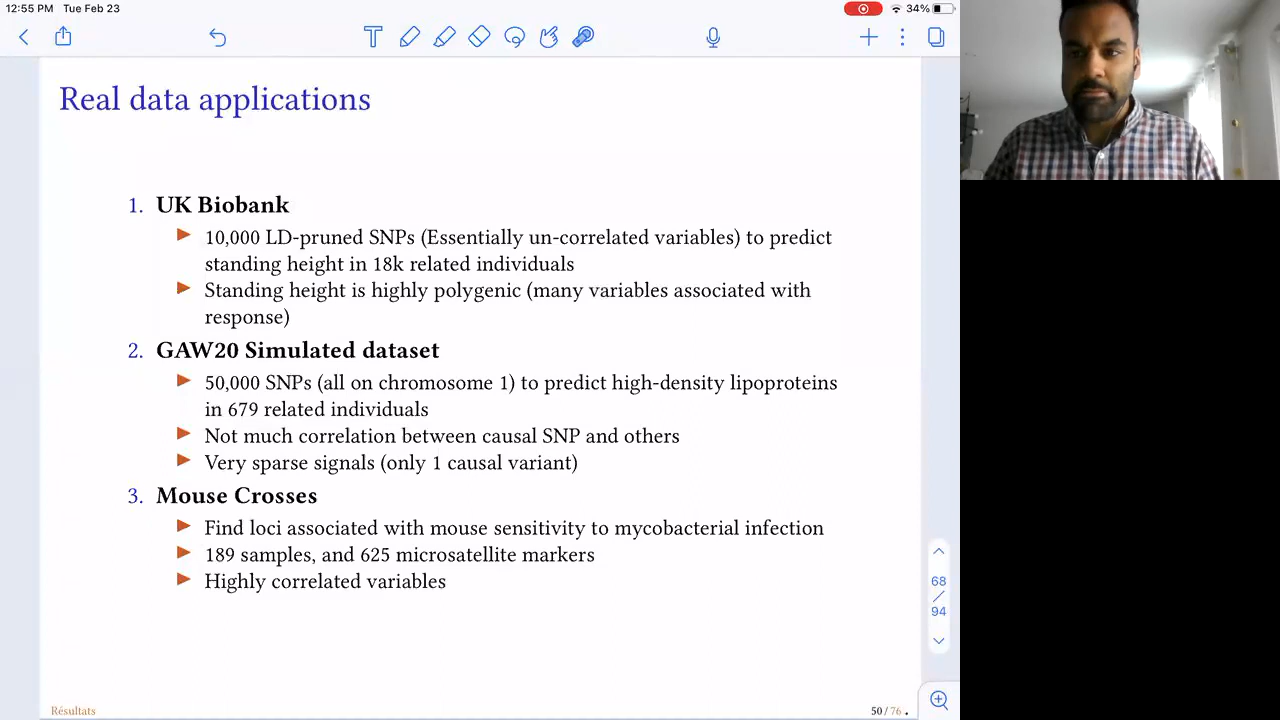 12:55 PM Tue Feb 23
34%
T
Real data applications
1. UK Biobank
10,000 LD-pruned SNPs (Essentially un-correlated variables) to predict
standing height in 18k related individuals
Standing height is highly polygenic (many variables associated with
response)
2. GAW20 Simulated dataset
50,000 SNPs (all on chromosome 1) to predict high-density lipoproteins
in 679 related individuals
Not much correlation between causal SNP and others
Very sparse signals (only 1 causal variant)
3. Mouse Crosses
Find loci associated with mouse sensitivity to mycobacterial infection
189 samples, and 625 microsatellite markers
Highly correlated variables
68
/
94
Résultats
50 / 76 .